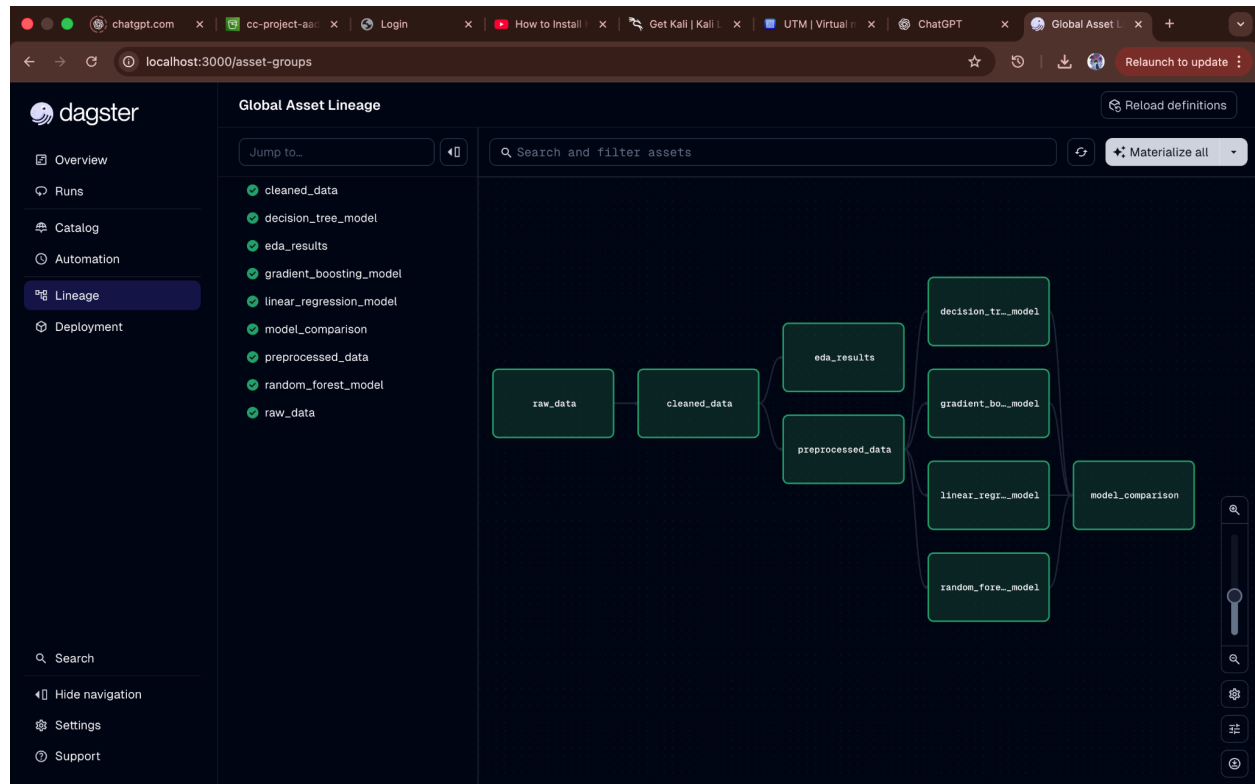 chatgpt.com
cc-project-aad
Login
How to Install
Get Kali | Kali L
UTM | Virtual m
ChatGPT
Global Asset L
localhost:3000/asset-groups
Relaunch to update
dagster
Overview
Runs
Catalog
Automation
Lineage
Deployment
Search
Hide navigation
Settings
Support
Global Asset Lineage
Reload definitions
Jump to…
Search and filter assets
Materialize all
cleaned_data
decision_tree_model
eda_results
gradient_boosting_model
linear_regression_model
model_comparison
preprocessed_data
random_forest_model
raw_data
raw_data
cleaned_data
eda_results
preprocessed_data
decision_tr…_model
gradient_bo…_model
linear_regr…_model
random_fore…_model
model_comparison